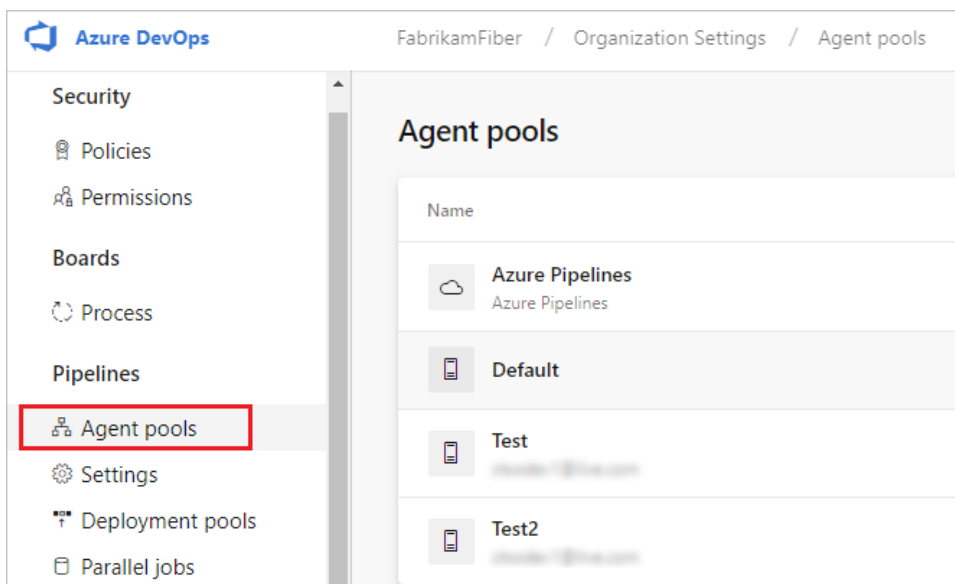 Azure DevOps
FabrikamFiber / Organization Settings / Agent pools
Security
Policies
Permissions
Boards
Process
Pipelines
Agent pools
Settings
Deployment pools
Parallel jobs
Agent pools
Name
Azure Pipelines
Azure Pipelines
Default
Test
Test2